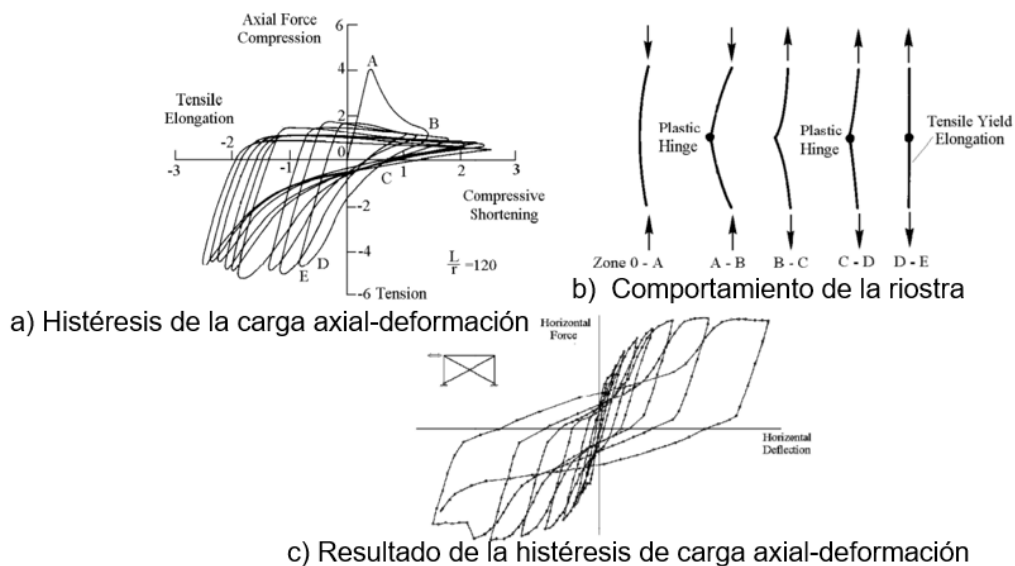 Axial Force
Compression
6
4
A
2
B
Tensile
Elongation
-3
-2
-1
0
1
2
3
C
Compressive
Shortening
-2
-4
D
E
L
r
=120
-6 Tension
a) Histéresis de la carga axial-deformación
Plastic
Hinge
Plastic
Hinge
Tensile Yield
Elongation
Zone 0 - A
A - B
B - C
C - D
D - E
b) Comportamiento de la riostra
Horizontal
Force
Horizontal
Deflection
c) Resultado de la histéresis de carga axial-deformación